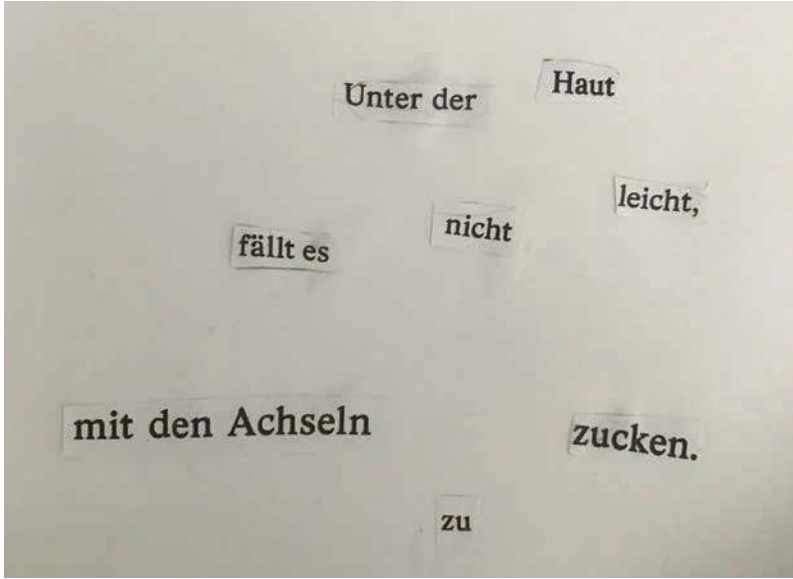 Unter der Haut
fällt es nicht leicht,
mit den Achseln zucken.
zu